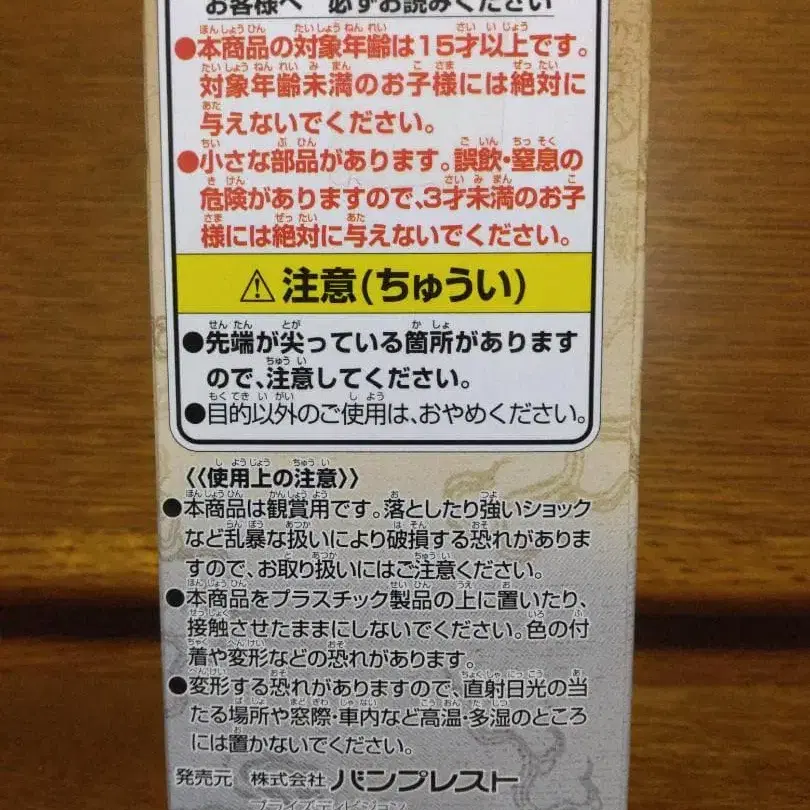 お客様へ 必ずお読みください
●本商品の対象年齢は15才以上です。
対象年齢未満のお子様には絶対に
与えないでください。
●小さな部品があります。誤飲・窒息の
危険がありますので、3才未満のお子
様には絶対に与えないでください。
⚠注意(ちゅうい)
●先端が尖っている箇所があります
ので、注意してください。
●目的以外のご使用は、おやめください。
《使用上の注意》
●本商品は観賞用です。落としたり強いショック
など乱暴な扱いにより破損する恐れがありま
すので、お取り扱いにはご注意ください。
●本商品をプラスチック製品の上に置いたり、
接触させたままにしないでください。色の付
着や変形などの恐れがあります。
●変形する恐れがありますので、直射日光の当
たる場所や窓際・車内など高温・多湿のところ
には置かないでください。
発売元 株式会社 バンプレスト
プライズディビジョン